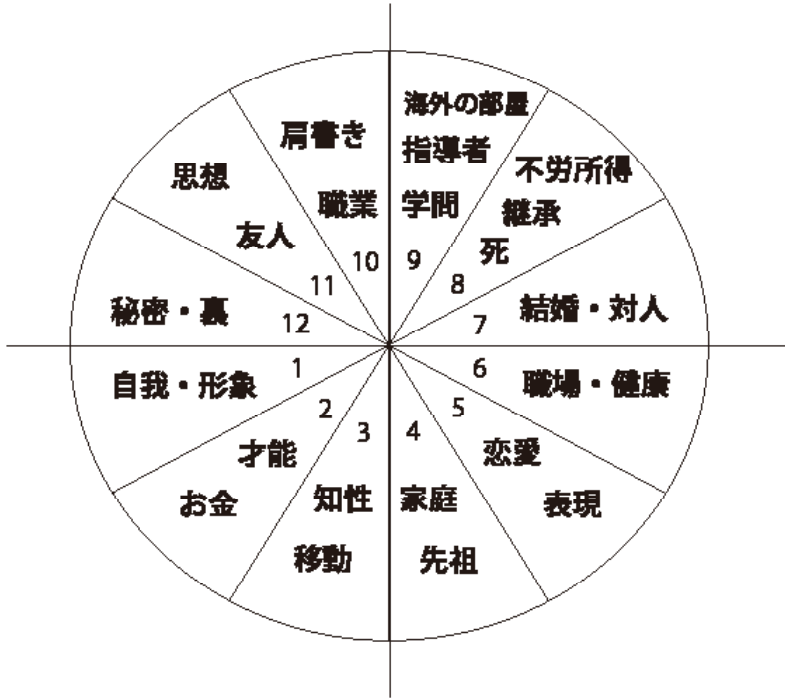 海外の部屋
指導者
学問
9
肩書き
職業
10
思想
友人
11
秘密・裏
12
自我・形象
1
2
才能
お金
3
知性
移動
4
家庭
先祖
5
恋愛
表現
6
職場・健康
7
結婚・対人
不労所得
継承
死
8